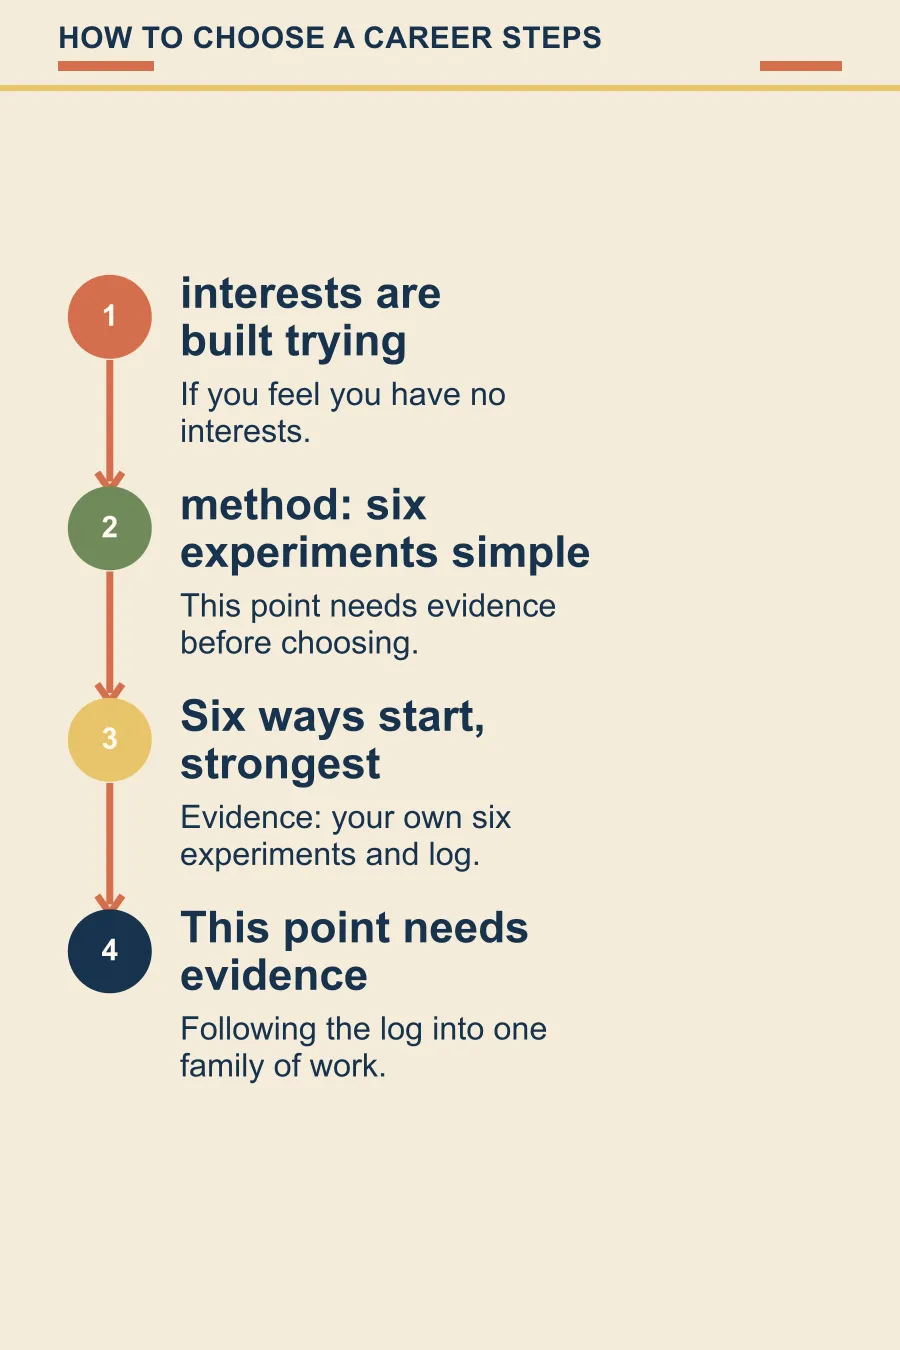 HOW TO CHOOSE A CAREER STEPS
1
interests are
built trying
If you feel you have no
interests.
2
method: six
experiments simple
This point needs evidence
before choosing.
3
Six ways start,
strongest
Evidence: your own six
experiments and log.
4
This point needs
evidence
Following the log into one
family of work.